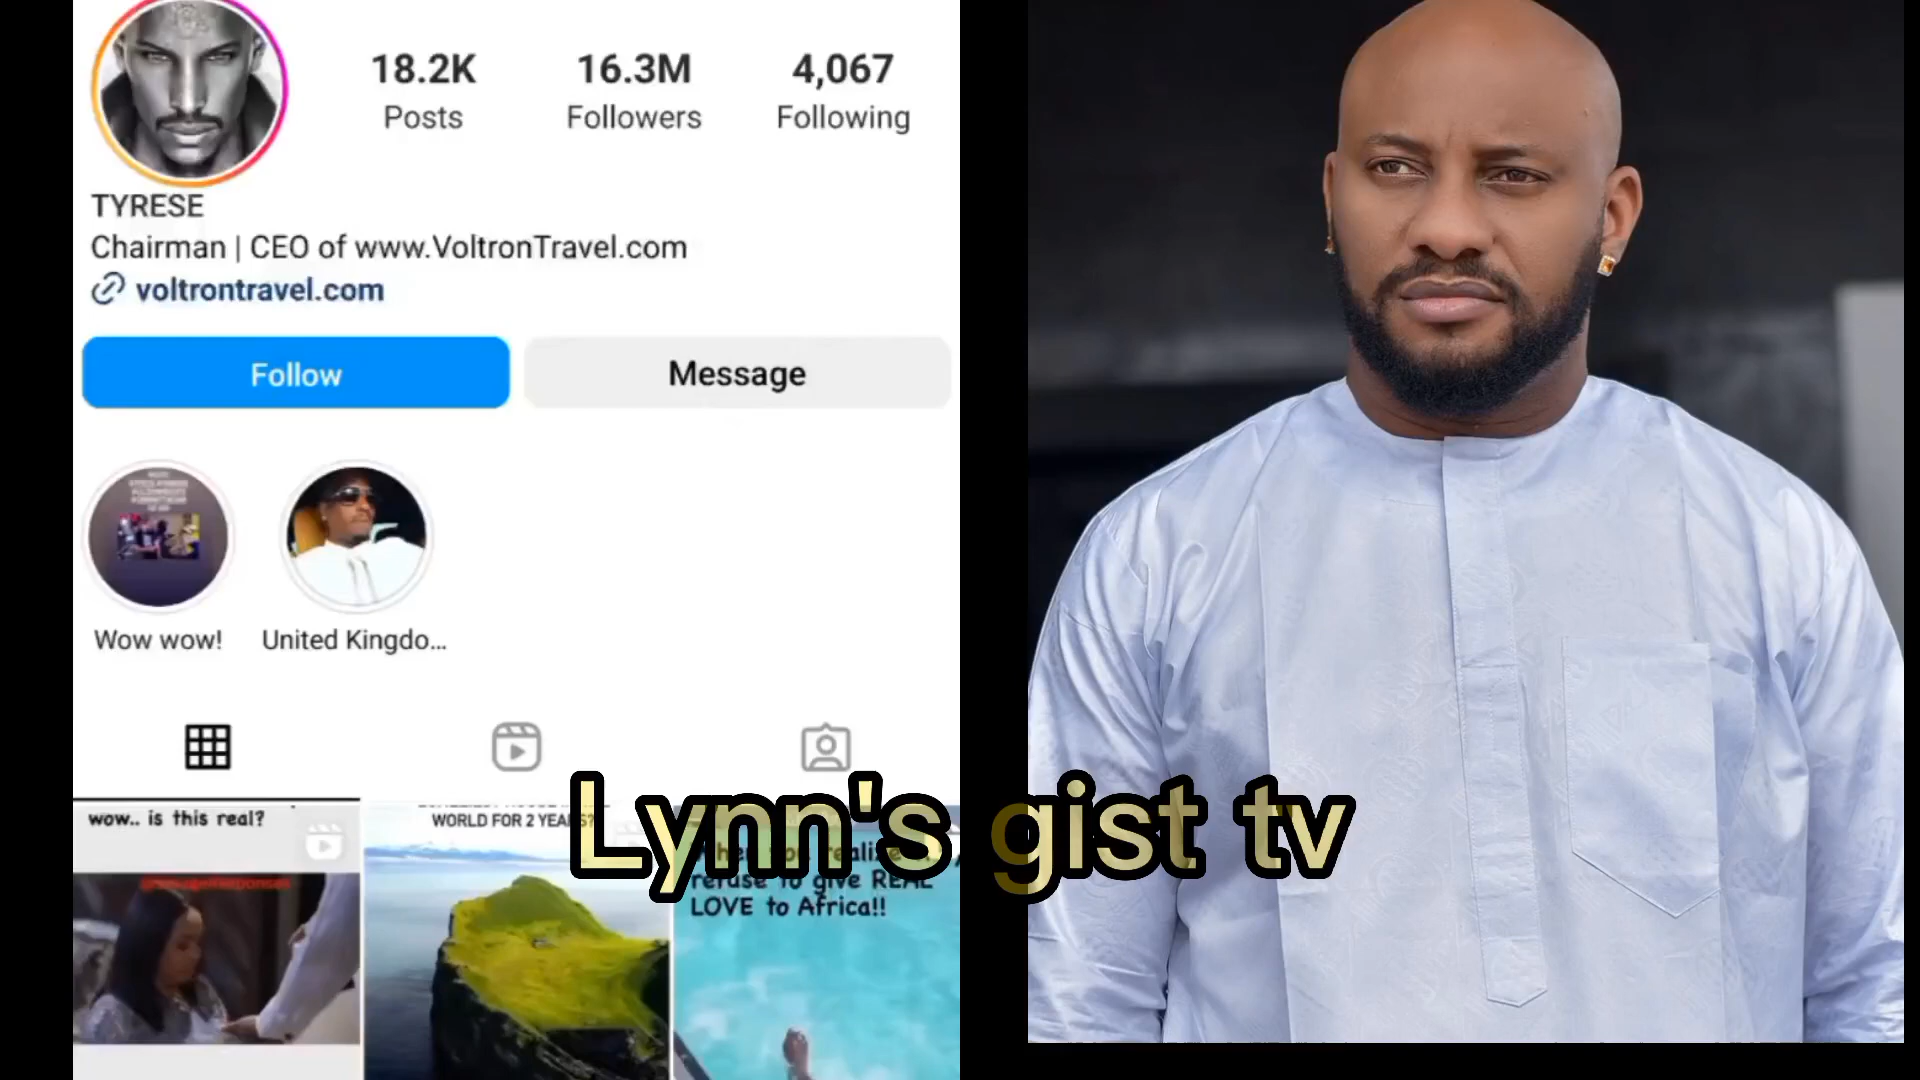 18.2K 16.3M 4,067
Posts Followers Following
TYRESE
Chairman | CEO of www.VoltronTravel.com
voltrontravel.com
Follow Message
Wow wow! United Kingdo...
wow.. is this real?
WORLD FOR 2 YEARS?
refuse to give REAL
LOVE to Africa!!
Lynn's gist tv